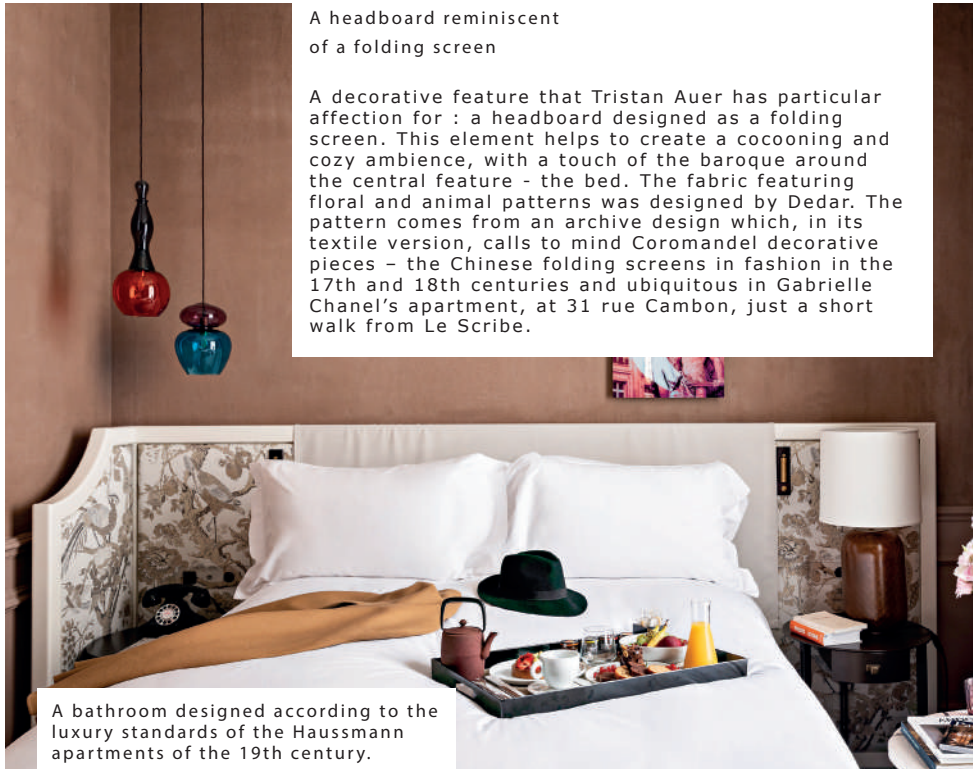 A headboard reminiscent
of a folding screen
A decorative feature that Tristan Auer has particular
affection for : a headboard designed as a folding
screen. This element helps to create a cocooning and
cozy ambience, with a touch of the baroque around
the central feature - the bed. The fabric featuring
floral and animal patterns was designed by Dedar. The
pattern comes from an archive design which, in its
textile version, calls to mind Coromandel decorative
pieces – the Chinese folding screens in fashion in the
17th and 18th centuries and ubiquitous in Gabrielle
Chanel’s apartment, at 31 rue Cambon, just a short
walk from Le Scribe.
A bathroom designed according to the
luxury standards of the Haussmann
apartments of the 19th century.